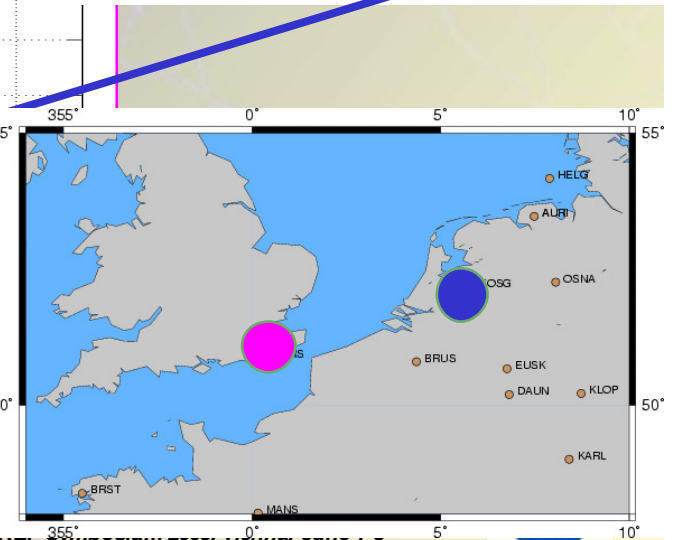 355° 0° 5° 10°
5° 55°
HELG
AURI
OSNA
OSG
S
BRUS
EUSK
DAUN
KLOP
0° 50°
KARL
BRST
MANS
355° 0° 5° 10°